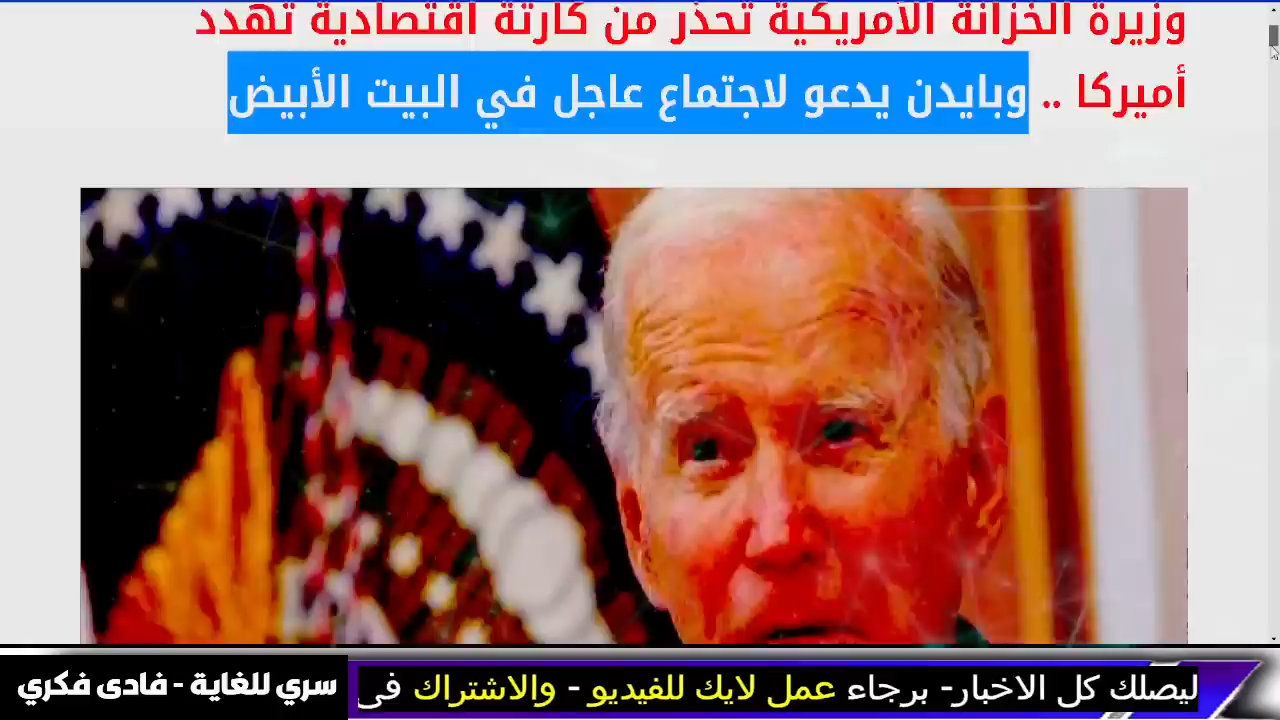 وزيرة الخزانة الأمريكية تحذر من كارثة اقتصادية تهدد
أميركا .. وبايدن يدعو لاجتماع عاجل في البيت الأبيض
ليصلك كل الاخبار- برجاء عمل لايك للفيديو - والاشتراك فى
سري للغاية - فادى فكري